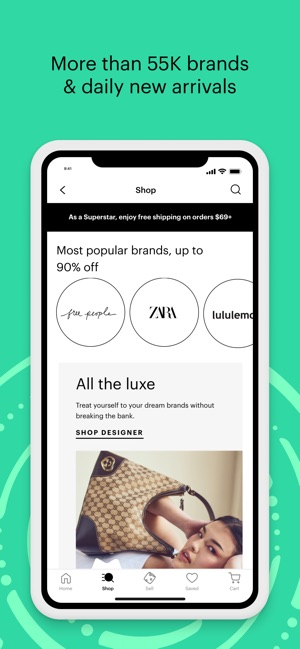 More than 55K brands
& daily new arrivals
9:41
Shop
As a Superstar, enjoy free shipping on orders $69+
Most popular brands, up to
90% off
free people
ZARA
lululemo
All the luxe
Treat yourself to your dream brands without
breaking the bank.
SHOP DESIGNER
Home
Shop
Sell
Saved
Cart